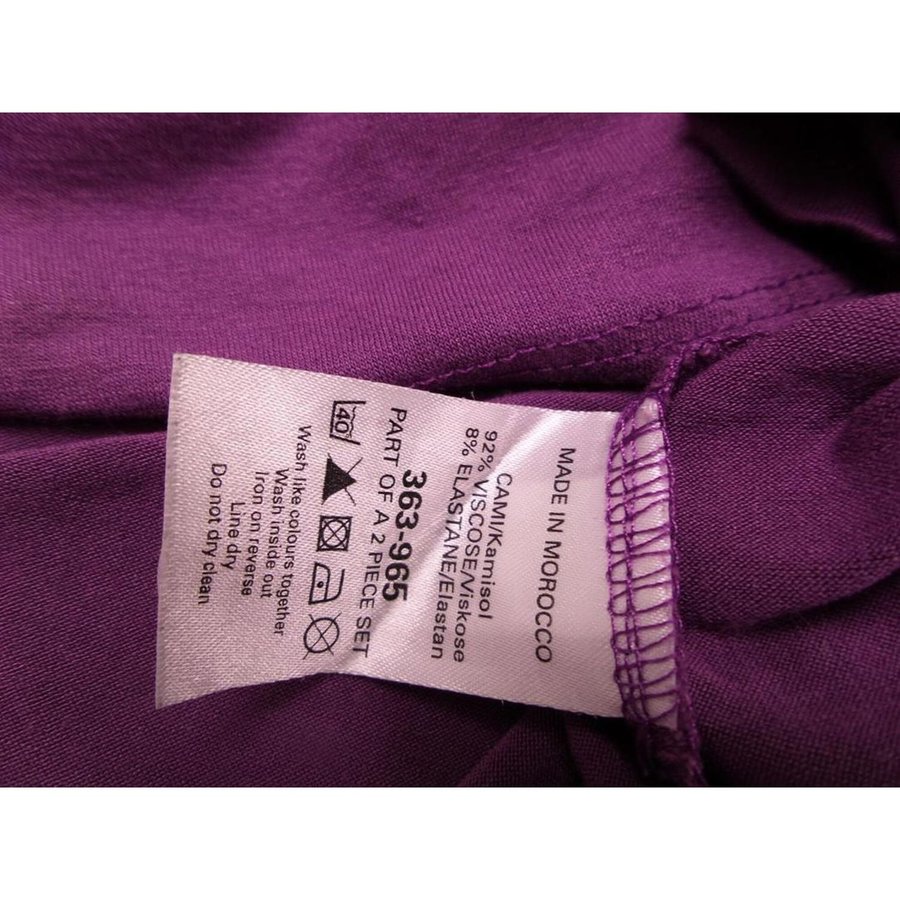 MADE IN MOROCCO
CAMI/Kamisol
92% VISCOSE/Viskose
8% ELASTANE/Elastan
363-965
PART OF A 2 PIECE SET
40
Wash like colours together
Wash inside out
Iron on reverse
Line dry
Do not dry clean